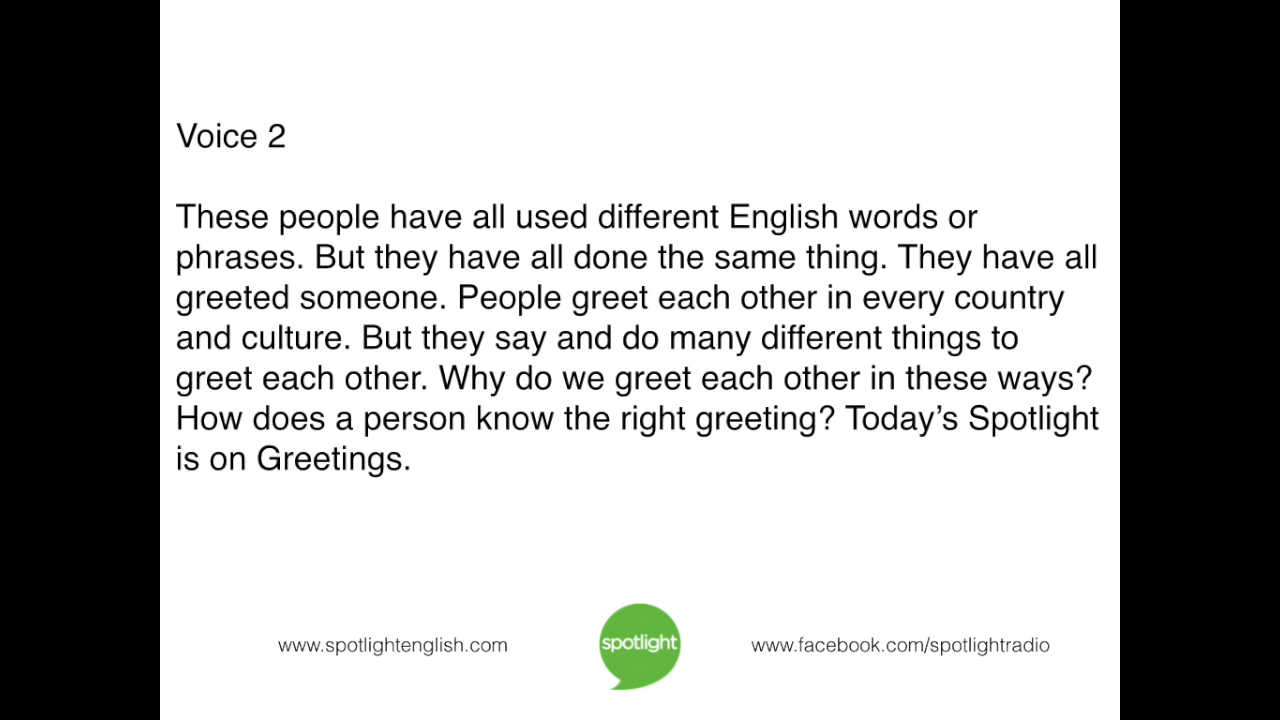 Voice 2
These people have all used different English words or
phrases. But they have all done the same thing. They have all
greeted someone. People greet each other in every country
and culture. But they say and do many different things to
greet each other. Why do we greet each other in these ways?
How does a person know the right greeting? Today’s Spotlight
is on Greetings.
www.spotlightenglish.com
spotlight
www.facebook.com/spotlightradio